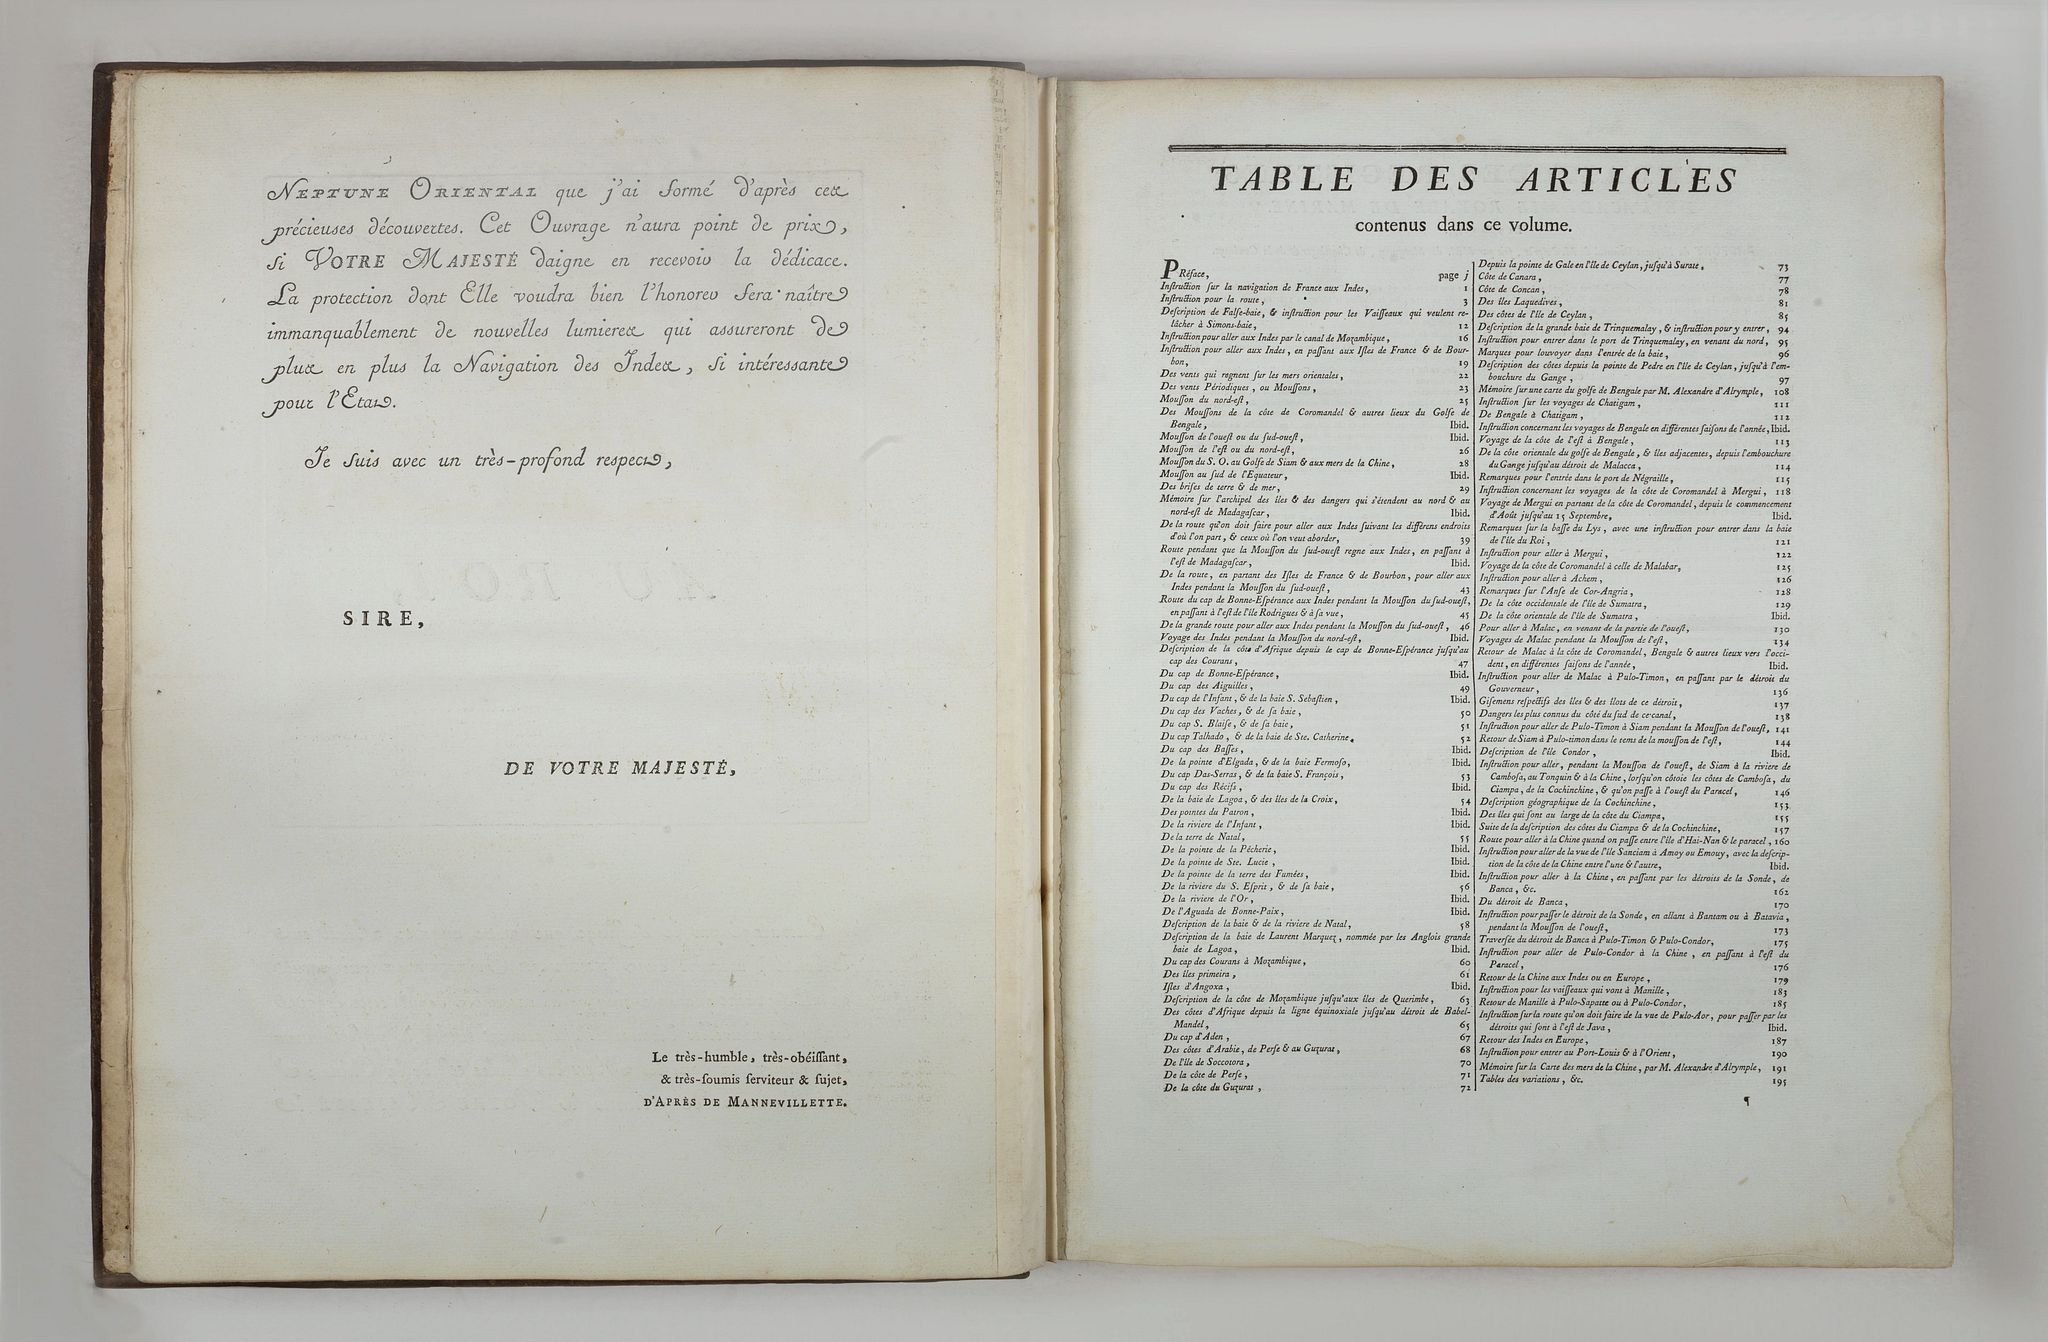 NEPTUNE ORIENTAL que j'ai formé d'après ces
précieuses découvertes. Cet Ouvrage n'aura point de prix,
si VOTRE MAJESTÉ daigne en recevoir la dédicace.
La protection dont Elle voudra bien l'honorer sera naître
immanquablement de nouvelles lumieres qui assureront de
plus en plus la Navigation des Indes, si intéressante
pour l'Etat.
Je suis avec un très-profond respect,
SIRE,
DE VOTRE MAJESTÉ,
Le très-humble, très-obéiſſant,
& très-ſoumis ſerviteur & ſujet,
D'APRÈS DE MANNEVILLETTE.
TABLE DES ARTICLES
contenus dans ce volume.
PRéface, page j
Inſtruction ſur la navigation de France aux Indes, 1
Inſtruction pour la route, 3
Deſcription de Falſe-baie, & inſtruction pour les Vaiſſeaux qui veulent re-
lâcher à Simons-baie, 12
Inſtruction pour aller aux Indes par le canal de Mozambique, 16
Inſtruction pour aller aux Indes, en paſſant aux Iſles de France & de Bour-
bon, 19
Des vents qui regnent ſur les mers orientales, 22
Des vents Périodiques, ou Mouſſons, 23
Mouſſon du nord-eſt, 25
Des Mouſſons de la côte de Coromandel & autres lieux du Golfe de
Bengale, Ibid.
Mouſſon de l'oueſt ou du ſud-oueſt, Ibid.
Mouſſon de l'eſt ou du nord-eſt, 26
Mouſſon du S. O. au Golfe de Siam & aux mers de la Chine, 28
Mouſſon au ſud de l'Equateur, Ibid.
Des briſes de terre & de mer, 29
Mémoire ſur l'archipel des îles & des dangers qui s'étendent au nord & au
nord-eſt de Madagaſcar, Ibid.
De la route qu'on doit faire pour aller aux Indes ſuivant les différens endroits
d'où l'on part, & ceux où l'on veut aborder, 39
Route pendant que la Mouſſon du ſud-oueſt regne aux Indes, en paſſant à
l'eſt de Madagaſcar, Ibid.
De la route, en partant des Iſles de France & de Bourbon, pour aller aux
Indes pendant la Mouſſon du ſud-oueſt, 43
Route du cap de Bonne-Eſpérance aux Indes pendant la Mouſſon du ſud-oueſt,
en paſſant à l'eſt de l'île Rodrigues & à ſa vue, 45
De la grande route pour aller aux Indes pendant la Mouſſon du ſud-oueſt, 46
Voyage des Indes pendant la Mouſſon du nord-eſt, Ibid.
Deſcription de la côte d'Afrique depuis le cap de Bonne-Eſpérance juſqu'au
cap des Courans, 47
Du cap de Bonne-Eſpérance, Ibid.
Du cap des Aiguilles, 49
Du cap de l'Infant, & de la baie S. Sebaſtien, Ibid.
Du cap des Vaches, & de ſa baie, 50
Du cap S. Blaiſe, & de ſa baie, 51
Du cap Talhado, & de la baie de Ste. Catherine, 52
Du cap des Baſſes, Ibid.
De la pointe d'Elgada, & de la baie Fermoſo, Ibid.
Du cap Das-Serras, & de la baie S. François, 53
Du cap des Récifs, Ibid.
De la baie de Lagoa, & des îles de la Croix, 54
Des pointes du Patron, Ibid.
De la riviere de l'Infant, Ibid.
De la terre de Natal, 55
De la pointe de la Pêcherie, Ibid.
De la pointe de Ste. Lucie, Ibid.
De la pointe de la terre des Fumées, Ibid.
De la riviere du S. Eſprit, & de ſa baie, 56
De la riviere de l'Or, Ibid.
De l'Aguada de Bonne-Paix, Ibid.
Deſcription de la baie & de la riviere de Natal, 58
Deſcription de la baie de Laurent Marquez, nommée par les Anglois grande
baie de Lagoa, Ibid.
Du cap des Courans à Mozambique, 60
Des îles primeira, 61
Iſles d'Angoxa, Ibid.
Deſcription de la côte de Mozambique juſqu'aux îles de Querimbe, 63
Des côtes d'Afrique depuis la ligne équinoxiale juſqu'au détroit de Babel-
Mandel, 65
Du cap d'Aden, 67
Des côtes d'Arabie, de Perſe & au Guzurat, 68
De l'île de Soccotora, 70
De la côte de Perſe, 71
De la côte du Guzurat, 72
Depuis la pointe de Gale en l'île de Ceylan, juſqu'à Surate, 73
Côte de Canara, 77
Côte de Concan, 78
Des îles Laquedives, 81
Des côtes de l'île de Ceylan, 85
Deſcription de la grande baie de Trinquemalay, & inſtruction pour y entrer, 94
Inſtruction pour entrer dans le port de Trinquemalay, en venant du nord, 95
Marques pour louvoyer dans l'entrée de la baie, 96
Deſcription des côtes depuis la pointe de Pedre en l'île de Ceylan, juſqu'à l'em-
bouchure du Gange, 97
Mémoire ſur une carte du golfe de Bengale par M. Alexandre d'Alrymple, 108
Inſtruction ſur les voyages de Chatigam, 111
De Bengale à Chatigam, 112
Inſtruction concernant les voyages de Bengale en différentes ſaiſons de l'année, Ibid.
Voyage de la côte de l'eſt à Bengale, 113
De la côte orientale du golfe de Bengale, & îles adjacentes, depuis l'embouchure
du Gange juſqu'au détroit de Malacca, 114
Remarques pour l'entrée dans le port de Négraille, 115
Inſtruction concernant les voyages de la côte de Coromandel à Mergui, 118
Voyage de Mergui en partant de la côte de Coromandel, depuis le commencement
d'Août juſqu'au 15 Septembre, Ibid.
Remarques ſur la baſſe du Lys, avec une inſtruction pour entrer dans la baie
de l'île du Roi, 121
Inſtruction pour aller à Mergui, 122
Voyage de la côte de Coromandel à celle de Malabar, 125
Inſtruction pour aller à Achem, 126
Remarques ſur l'Anſe de Cor-Angria, 128
De la côte occidentale de l'île de Sumatra, 129
De la côte orientale de l'île de Sumatra, Ibid.
Pour aller à Malac, en venant de la partie de l'oueſt, 130
Voyages de Malac pendant la Mouſſon de l'eſt, 134
Retour de Malac à la côte de Coromandel, Bengale & autres lieux vers l'occi-
dent, en différentes ſaiſons de l'année, Ibid.
Inſtruction pour aller de Malac à Pulo-Timon, en paſſant par le détroit du
Gouverneur, 136
Giſemens reſpectifs des îles & des îlots de ce détroit, 137
Dangers les plus connus du côté du sud de ce canal, 138
Inſtruction pour aller de Pulo-Timon à Siam pendant la Mouſſon de l'oueſt, 141
Retour de Siam à Pulo-timon dans le tems de la mouſſon de l'eſt, 144
Deſcription de l'île Condor, Ibid.
Inſtruction pour aller, pendant la Mouſſon de l'oueſt, de Siam à la riviere de
Camboſa, au Tonquin & à la Chine, lorſqu'on côtoie les côtes de Camboſa, du
Ciampa, de la Cochinchine, & qu'on paſſe à l'oueſt du Paracel, 146
Deſcription géographique de la Cochinchine, 153
Des îles qui ſont au large de la côte du Ciampa, 155
Suite de la deſcription des côtes du Ciampa & de la Cochinchine, 157
Route pour aller à la Chine quand on paſſe entre l'île d'Hai-Nan & le paracel, 160
Inſtruction pour aller de la vue de l'île Sanciam à Amoy ou Emouy, avec la deſcrip-
tion de la côte de la Chine entre l'une & l'autre, Ibid.
Inſtruction pour aller à la Chine, en paſſant par les détroits de la Sonde, de
Banca, &c. 162
Du détroit de Banca, 170
Inſtruction pour paſſer le détroit de la Sonde, en allant à Bantam ou à Batavia,
pendant la Mouſſon de l'oueſt, 173
Traverſée du détroit de Banca à Pulo-Timon & Pulo-Condor, 175
Inſtruction pour aller de Pulo-Condor à la Chine, en paſſant à l'eſt du
Paracel, 176
Retour de la Chine aux Indes ou en Europe, 179
Inſtruction pour les vaiſſeaux qui vont à Manille, 183
Retour de Manille à Pulo-Sapatte ou à Pulo-Condor, 185
Inſtruction ſur la route qu'on doit faire de la vue de Pulo-Aor, pour paſſer par les
détroits qui ſont à l'eſt de Java, Ibid.
Retour des Indes en Europe, 187
Inſtruction pour entrer au Port-Louis & à l'Orient, 190
Mémoire ſur la Carte des mers de la Chine, par M. Alexandre d'Alrymple, 191
Tables des variations, &c. 195
¶